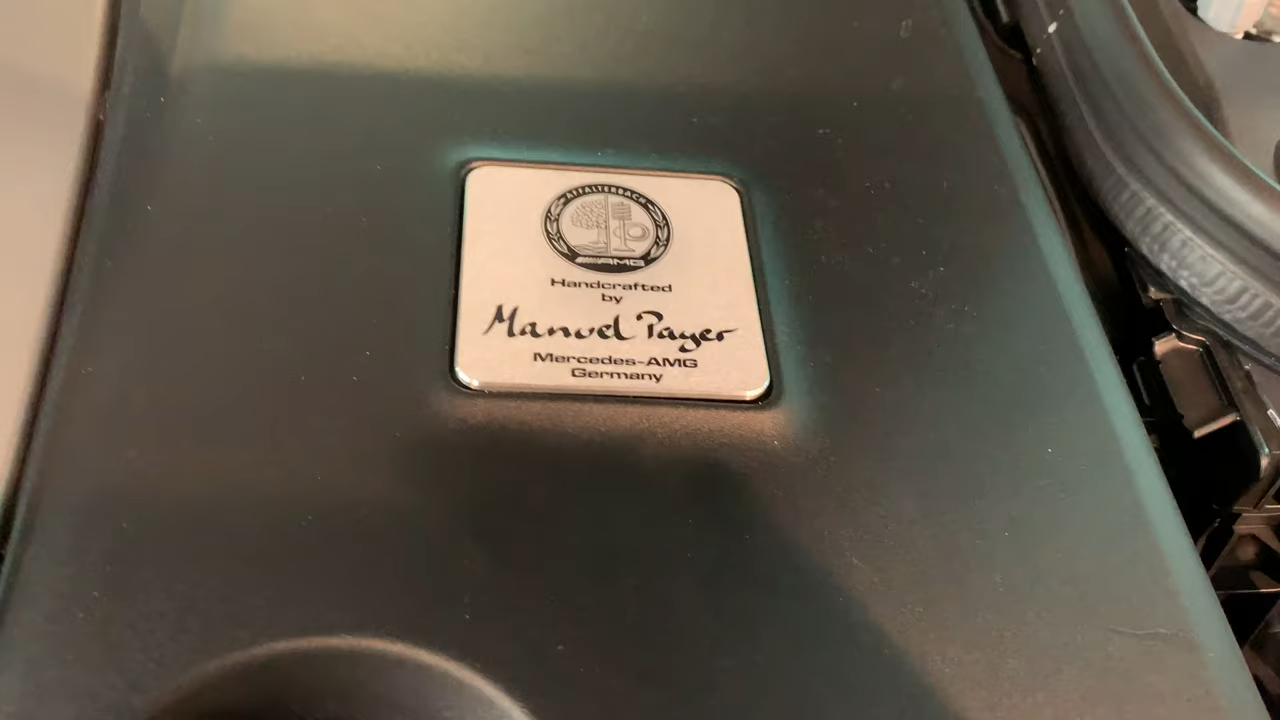 AFFALTERBACH
AMG
Handcrafted
by
Manuel Payer
Mercedes-AMG
Germany